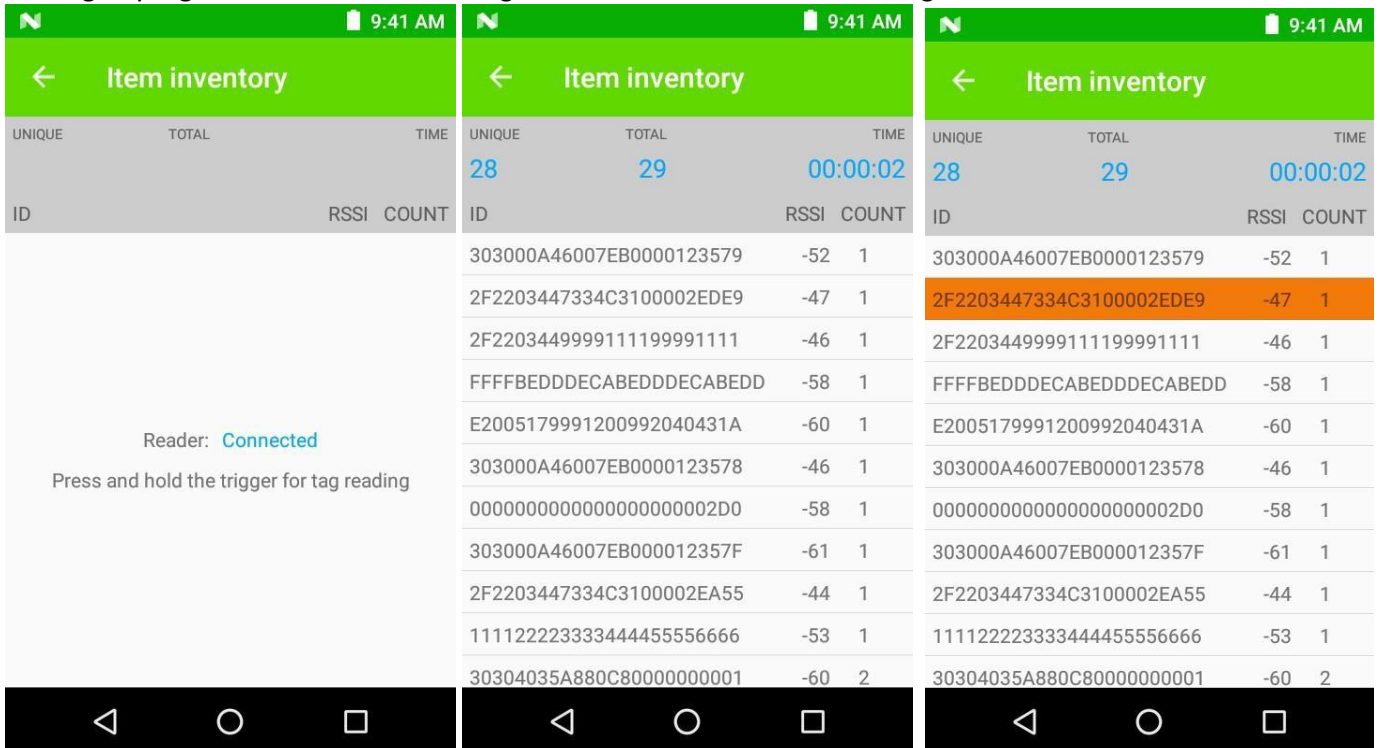 9:41 AM
Item inventory
UNIQUE TOTAL TIME
ID RSSI COUNT
Reader: Connected
Press and hold the trigger for tag reading
9:41 AM
Item inventory
UNIQUE TOTAL TIME
28 29 00:00:02
ID RSSI COUNT
303000A46007EB0000123579 -52 1
2F2203447334C3100002EDE9 -47 1
2F2203449999111199991111 -46 1
FFFFBEDDDECABEDDDECABEDD -58 1
E2005179991200992040431A -60 1
303000A46007EB0000123578 -46 1
0000000000000000000002D0 -58 1
303000A46007EB000012357F -61 1
2F2203447334C3100002EA55 -44 1
111122223333444455556666 -53 1
30304035A880C80000000001 -60 2
9:41 AM
Item inventory
UNIQUE TOTAL TIME
28 29 00:00:02
ID RSSI COUNT
303000A46007EB0000123579 -52 1
2F2203447334C3100002EDE9 -47 1
2F2203449999111199991111 -46 1
FFFFBEDDDECABEDDDECABEDD -58 1
E2005179991200992040431A -60 1
303000A46007EB0000123578 -46 1
0000000000000000000002D0 -58 1
303000A46007EB000012357F -61 1
2F2203447334C3100002EA55 -44 1
111122223333444455556666 -53 1
30304035A880C80000000001 -60 2